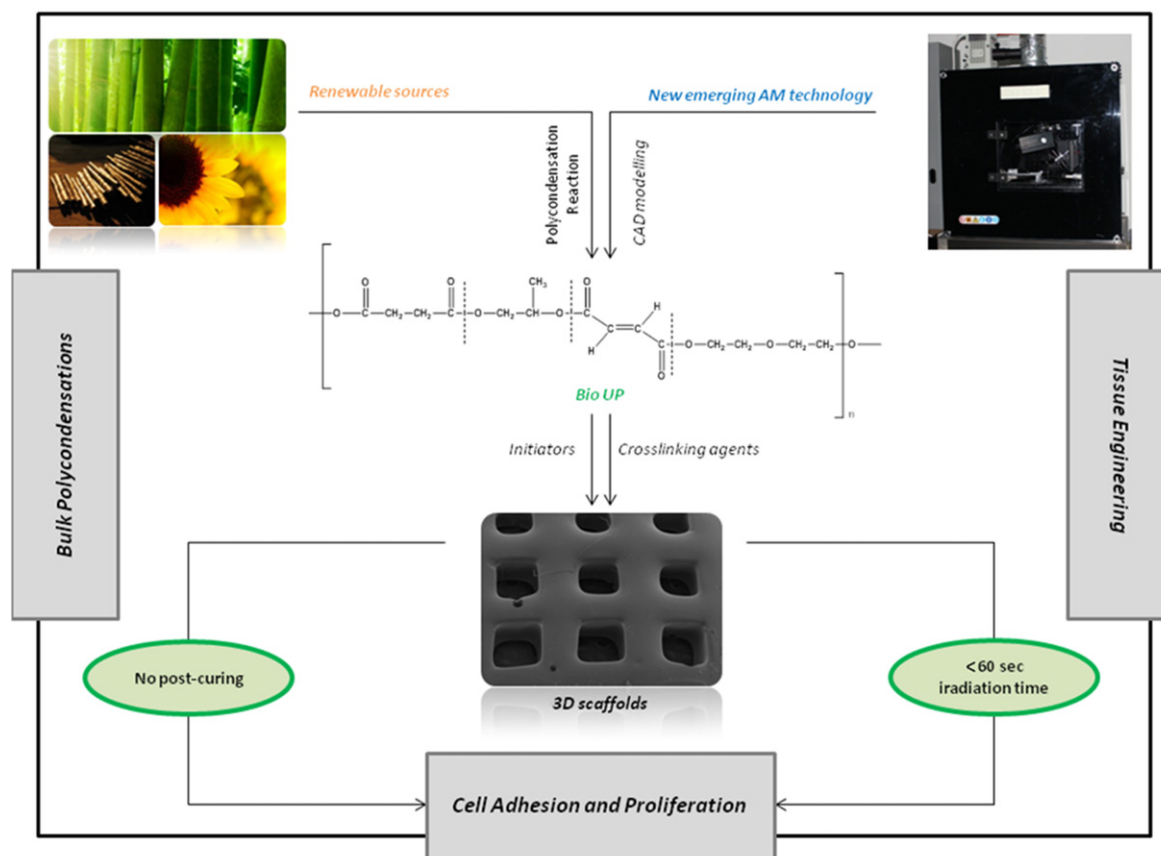 Renewable sources
New emerging AM technology
Polycondensation
Reaction
CAD modelling
O
O
CH₃
O
H
O—C—CH₂—CH₂—C—O—CH₂—CH—O—C
C=C
H
C—O—CH₂—CH₂—O—CH₂—CH₂—O
O
n
Bio UP
Initiators
Crosslinking agents
Bulk Polycondensations
Tissue Engineering
No post-curing
<60 sec
irradiation time
3D scaffolds
Cell Adhesion and Proliferation